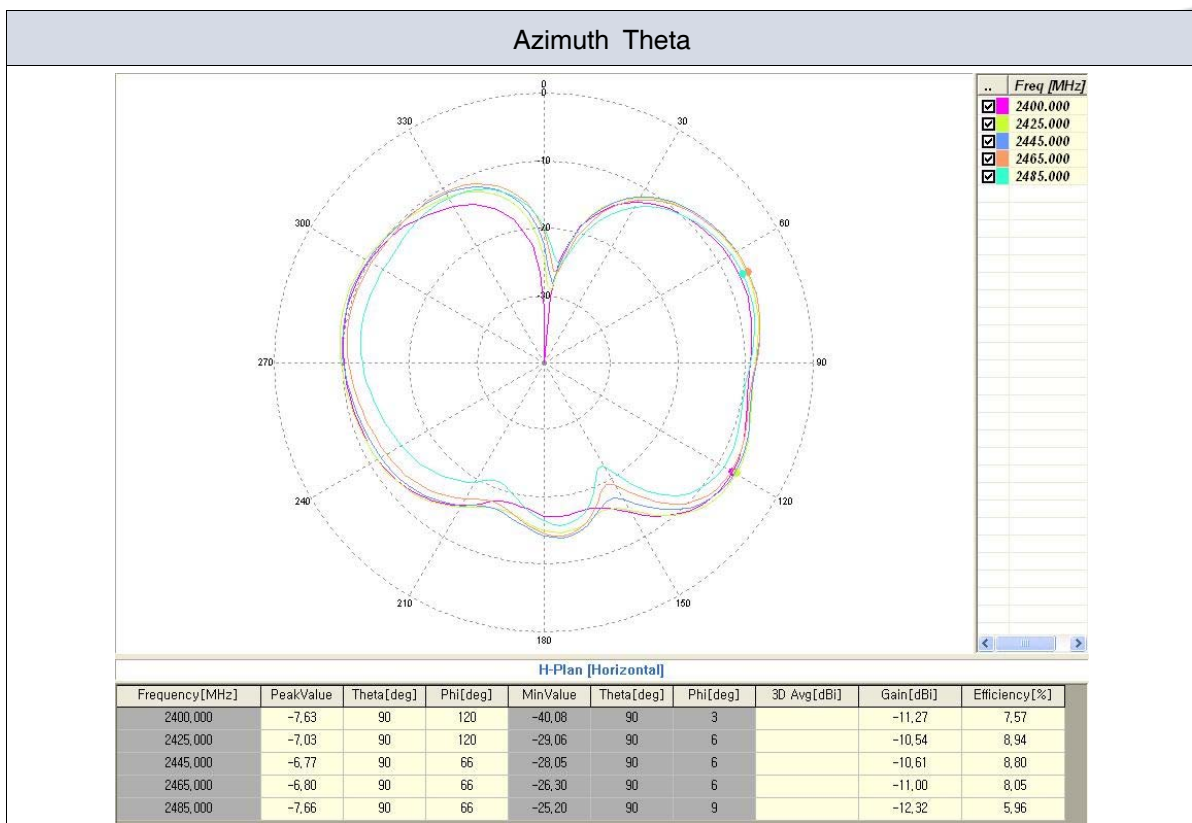 Azimuth Theta
.. Freq [MHz]
2400.000
2425.000
2445.000
2465.000
2485.000
0
0
330
30
-10
300
-20
60
-30
270
90
240
120
210
150
180
H-Plan [Horizontal]
Frequency[MHz] PeakValue Theta[deg] Phi[deg] MinValue Theta[deg] Phi[deg] 3D Avg[dBi] Gain[dBi] Efficiency[%]
2400,000 -7,63 90 120 -40,08 90 3 -11,27 7,57
2425,000 -7,03 90 120 -29,06 90 6 -10,54 8,94
2445,000 -6,77 90 66 -28,05 90 6 -10,61 8,80
2465,000 -6,80 90 66 -26,30 90 6 -11,00 8,05
2485,000 -7,66 90 66 -25,20 90 9 -12,32 5,96